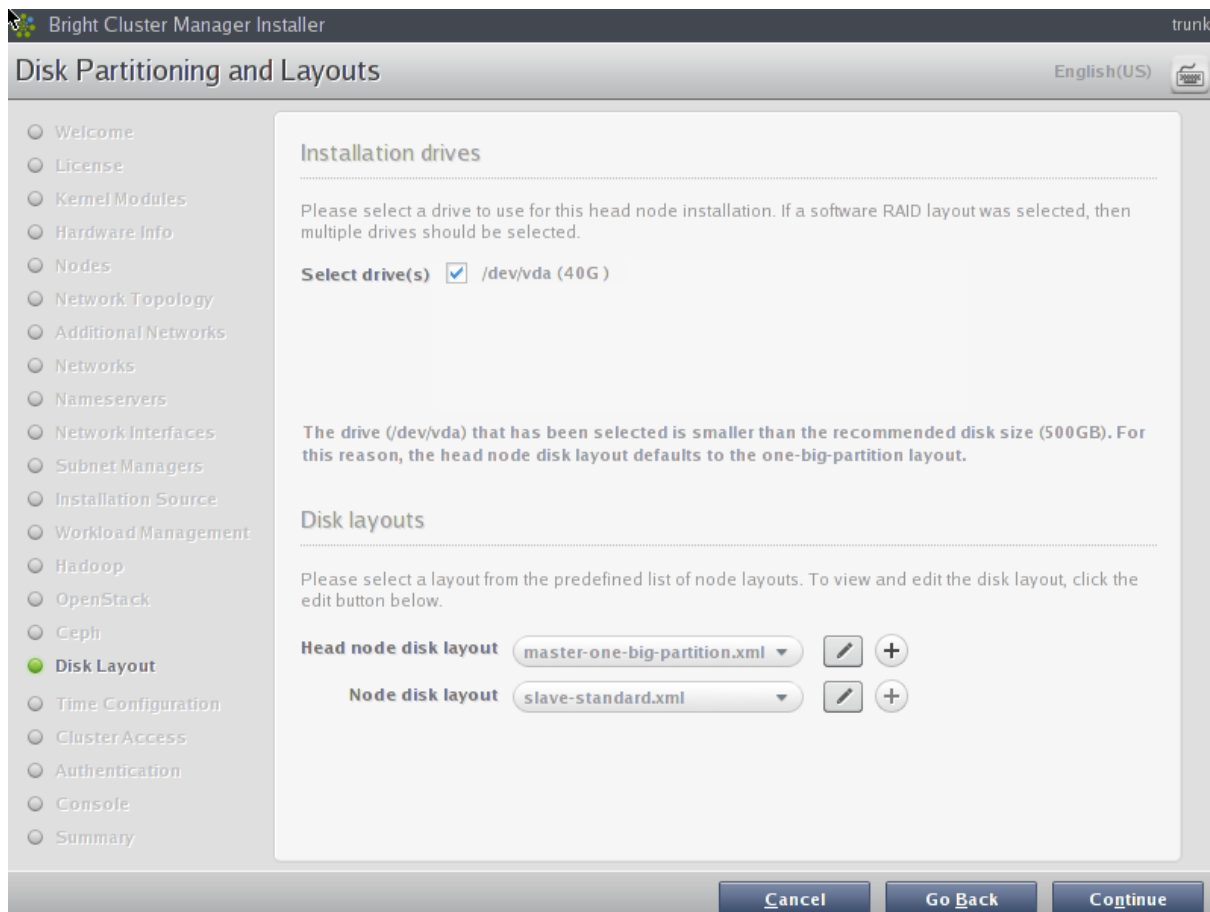 Bright Cluster Manager Installer
trunk
Disk Partitioning and Layouts
English(US)
Welcome
License
Kernel Modules
Hardware Info
Nodes
Network Topology
Additional Networks
Networks
Nameservers
Network Interfaces
Subnet Managers
Installation Source
Workload Management
Hadoop
OpenStack
Ceph
Disk Layout
Time Configuration
Cluster Access
Authentication
Console
Summary
Installation drives
Please select a drive to use for this head node installation. If a software RAID layout was selected, then
multiple drives should be selected.
Select drive(s) /dev/vda (40G )
The drive (/dev/vda) that has been selected is smaller than the recommended disk size (500GB). For
this reason, the head node disk layout defaults to the one-big-partition layout.
Disk layouts
Please select a layout from the predefined list of node layouts. To view and edit the disk layout, click the
edit button below.
Head node disk layout master-one-big-partition.xml
Node disk layout slave-standard.xml
Cancel
Go Back
Continue